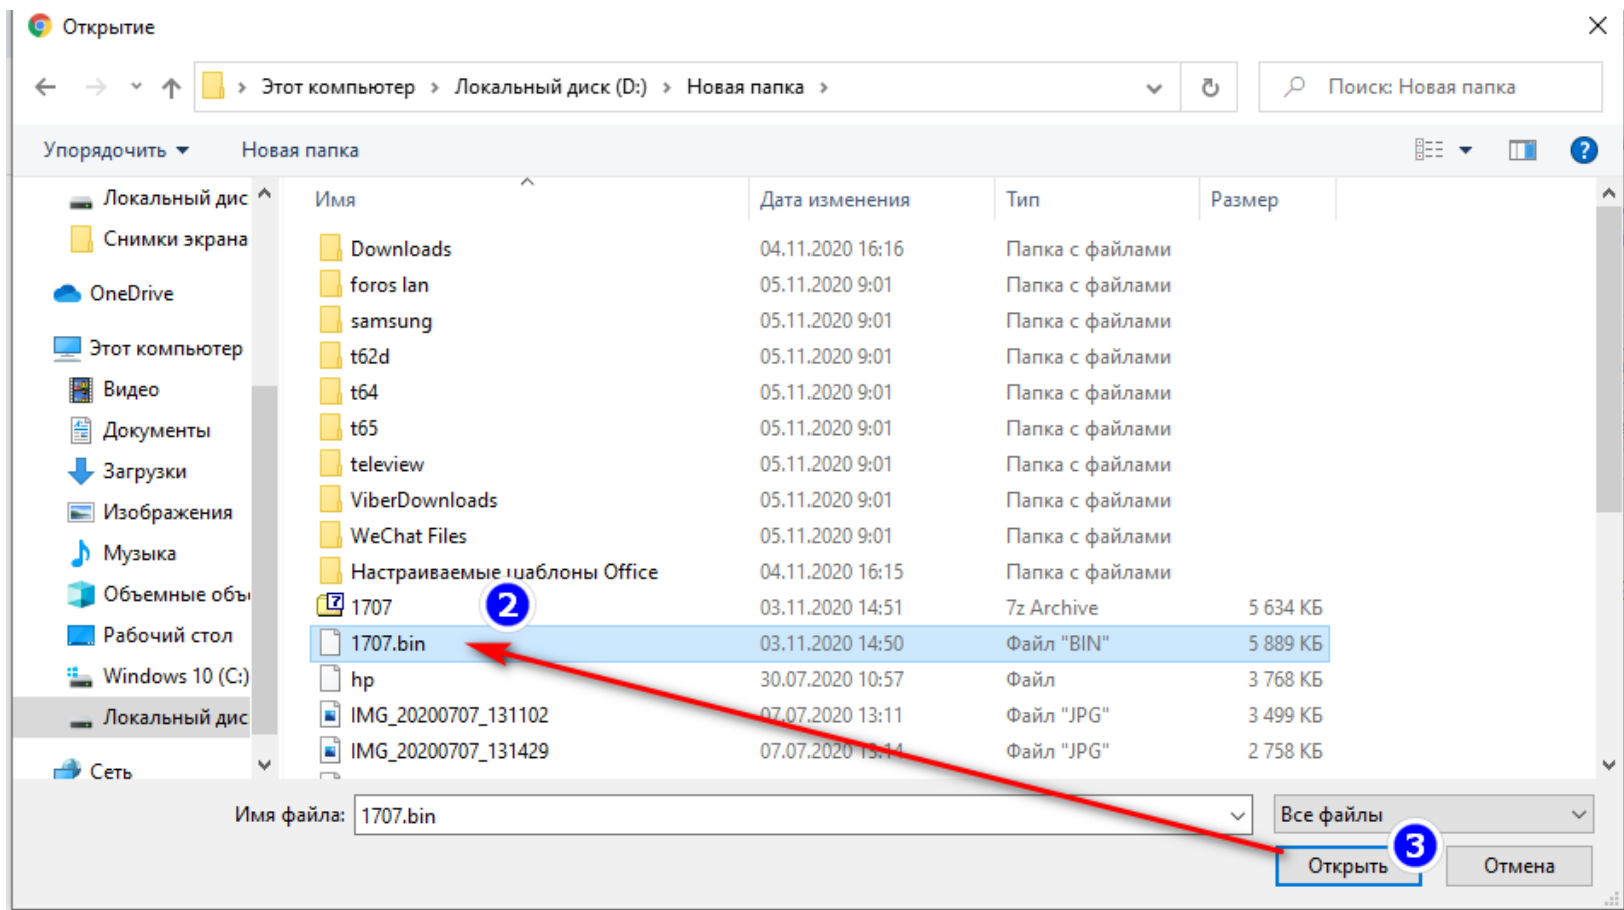 Открытие
Этот компьютер › Локальный диск (D:) › Новая папка ›
Поиск: Новая папка
Упорядочить Новая папка
Локальный дис
Снимки экрана
OneDrive
Этот компьютер
Видео
Документы
Загрузки
Изображения
Музыка
Объемные объ
Рабочий стол
Windows 10 (C:)
Локальный дис
Сеть
Имя Дата изменения Тип Размер
Downloads 04.11.2020 16:16 Папка с файлами
foros lan 05.11.2020 9:01 Папка с файлами
samsung 05.11.2020 9:01 Папка с файлами
t62d 05.11.2020 9:01 Папка с файлами
t64 05.11.2020 9:01 Папка с файлами
t65 05.11.2020 9:01 Папка с файлами
teleview 05.11.2020 9:01 Папка с файлами
ViberDownloads 05.11.2020 9:01 Папка с файлами
WeChat Files 05.11.2020 9:01 Папка с файлами
Настраиваемые шаблоны Office 04.11.2020 16:15 Папка с файлами
1707 2 03.11.2020 14:51 7z Archive 5 634 КБ
1707.bin 03.11.2020 14:50 Файл "BIN" 5 889 КБ
hp 30.07.2020 10:57 Файл 3 768 КБ
IMG_20200707_131102 07.07.2020 13:11 Файл "JPG" 3 499 КБ
IMG_20200707_131429 07.07.2020 13:14 Файл "JPG" 2 758 КБ
Имя файла: 1707.bin Все файлы
3
Открыть Отмена